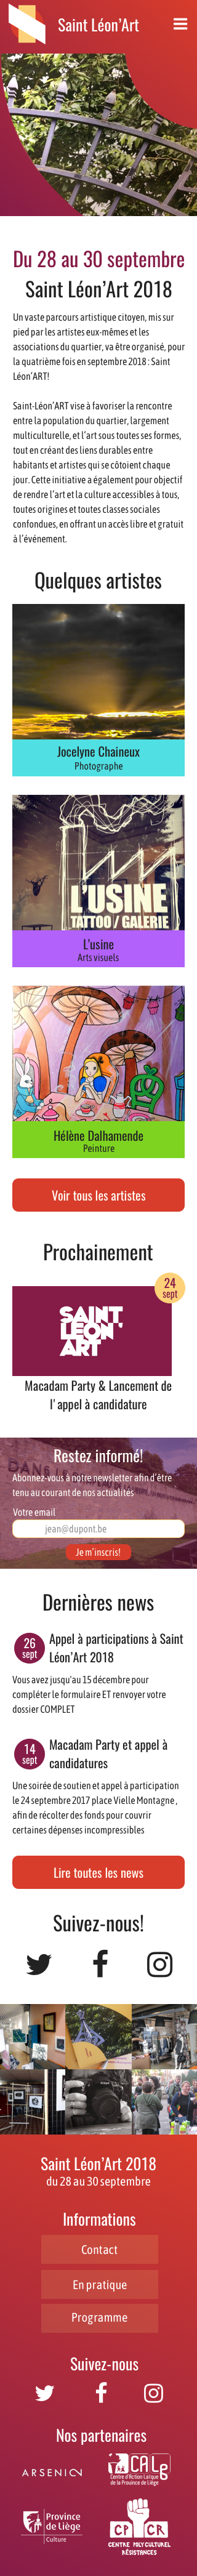 Saint Léon'Art
Du 28 au 30 septembre
Saint Léon'Art 2018
Un vaste parcours artistique citoyen, mis sur
pied par les artistes eux-mêmes et les
associations du quartier, va être organisé, pour
la quatrième fois en septembre 2018 : Saint
Léon'ART!
Saint-Léon'ART vise à favoriser la rencontre
entre la population du quartier, largement
multiculturelle, et l'art sous toutes ses formes,
tout en créant des liens durables entre
habitants et artistes qui se côtoient chaque
jour. Cette initiative a également pour objectif
de rendre l'art et la culture accessibles à tous,
toutes origines et toutes classes sociales
confondues, en offrant un accès libre et gratuit
à l'événement.
Quelques artistes
Jocelyne Chaineux
Photographe
L'USINE
TATTOO / GALERIE
L'usine
Arts visuels
Hélène Dalhamende
Peinture
Voir tous les artistes
Prochainement
24
sept
SAINT
LÉON
ART
Macadam Party & Lancement de
l'appel à candidature
Restez informé!
Abonnez-vous à notre newsletter afin d'être
tenu au courant de nos actualités
Votre email
jean@dupont.be
Je m'inscris!
Dernières news
26
sept
Appel à participations à Saint
Léon'Art 2018
Vous avez jusqu'au 15 décembre pour
compléter le formulaire ET renvoyer votre
dossier COMPLET
14
sept
Macadam Party et appel à
candidatures
Une soirée de soutien et appel à participation
le 24 septembre 2017 place Vielle Montagne ,
afin de récolter des fonds pour couvrir
certaines dépenses incompressibles
Lire toutes les news
Suivez-nous!
Saint Léon'Art 2018
du 28 au 30 septembre
Informations
Contact
En pratique
Programme
Suivez-nous
Nos partenaires
ARSENIC2
CALLg
Centre d'Action Laïque
de la Province de Liège
Province
de Liège
Culture
CPCR
CENTRE POLYCULTUREL
RÉSISTANCES